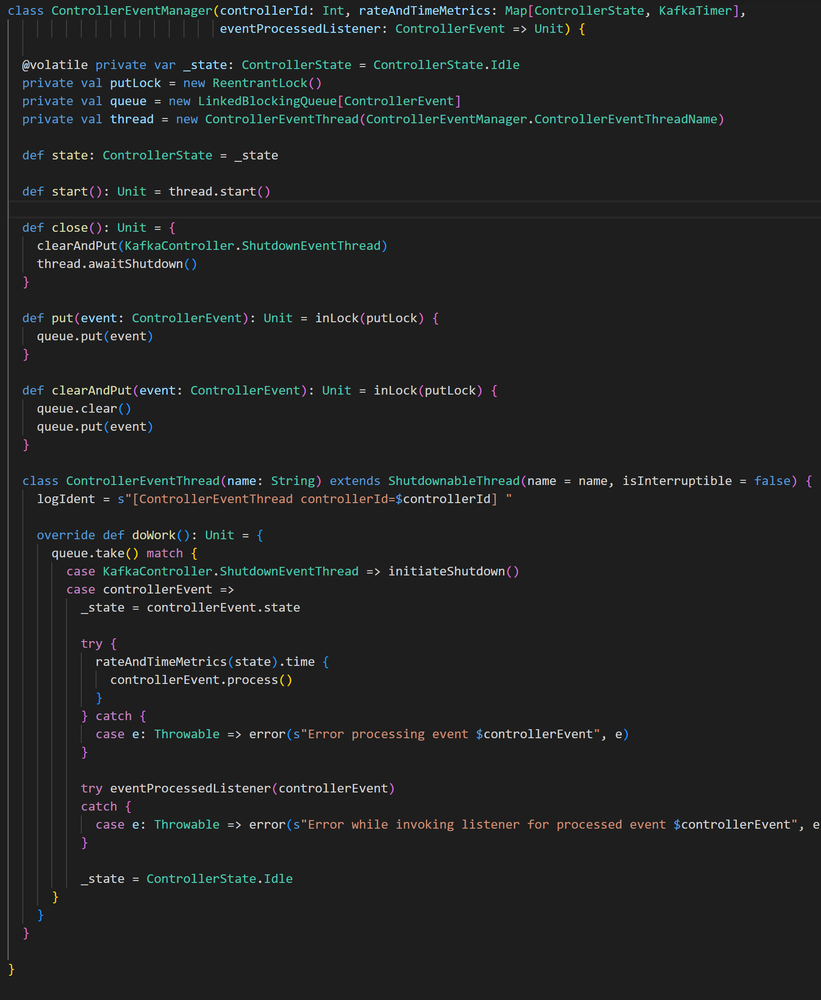 class ControllerEventManager(controllerId: Int, rateAndTimeMetrics: Map[ControllerState, KafkaTimer],
                             eventProcessedListener: ControllerEvent => Unit) {

  @volatile private var _state: ControllerState = ControllerState.Idle
  private val putLock = new ReentrantLock()
  private val queue = new LinkedBlockingQueue[ControllerEvent]
  private val thread = new ControllerEventThread(ControllerEventManager.ControllerEventThreadName)

  def state: ControllerState = _state

  def start(): Unit = thread.start()

  def close(): Unit = {
    clearAndPut(KafkaController.ShutdownEventThread)
    thread.awaitShutdown()
  }

  def put(event: ControllerEvent): Unit = inLock(putLock) {
    queue.put(event)
  }

  def clearAndPut(event: ControllerEvent): Unit = inLock(putLock) {
    queue.clear()
    queue.put(event)
  }

  class ControllerEventThread(name: String) extends ShutdownableThread(name = name, isInterruptible = false) {
    logIdent = s"[ControllerEventThread controllerId=$controllerId] "

    override def doWork(): Unit = {
      queue.take() match {
        case KafkaController.ShutdownEventThread => initiateShutdown()
        case controllerEvent =>
          _state = controllerEvent.state

          try {
            rateAndTimeMetrics(state).time {
              controllerEvent.process()
            }
          } catch {
            case e: Throwable => error(s"Error processing event $controllerEvent", e)
          }

          try eventProcessedListener(controllerEvent)
          catch {
            case e: Throwable => error(s"Error while invoking listener for processed event $controllerEvent", e
          }

          _state = ControllerState.Idle
      }
    }
  }

}